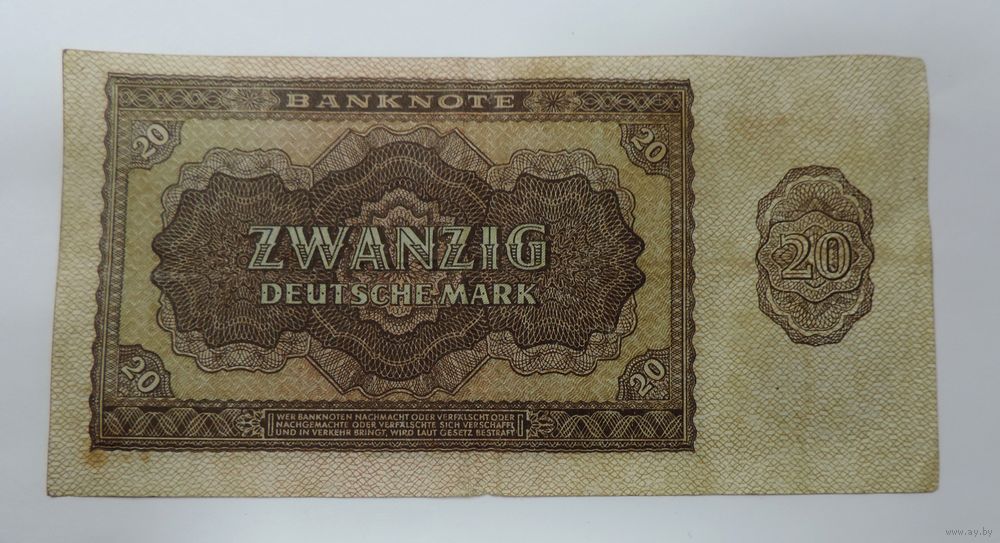 BANKNOTE
20 20
ZWANZIG
DEUTSCHE MARK
20
20 20
WER BANKNOTEN NACHMACHT ODER VERFÄLSCHT ODER
NACHGEMACHTE ODER VERFÄLSCHTE SICH VERSCHAFFT
UND IN VERKEHR BRINGT, WIRD LAUT GESETZ BESTRAFT
www.ay.by